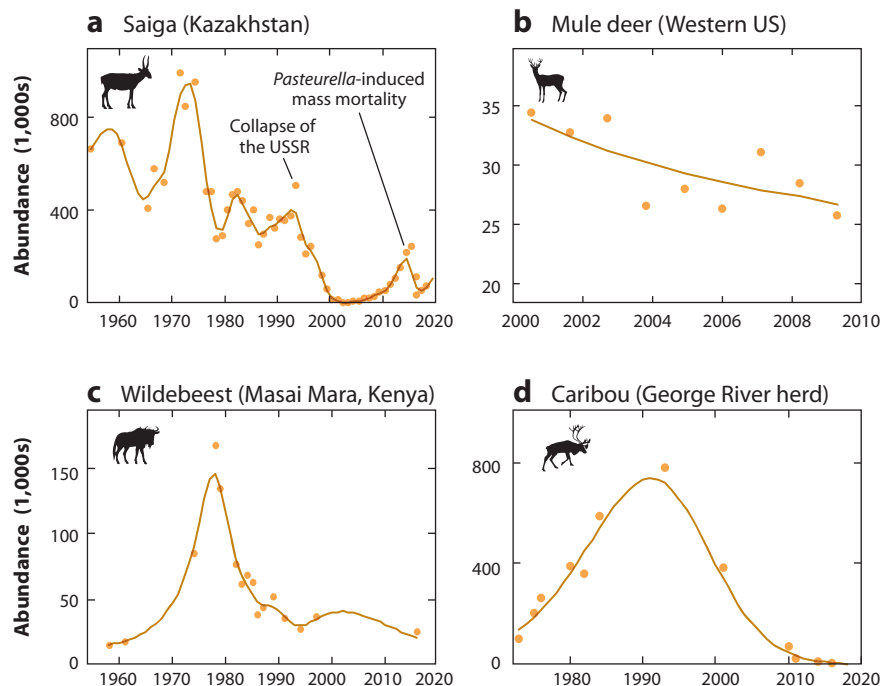 a Saiga (Kazakhstan)
Abundance (1,000s)
800
400
0
1960 1970 1980 1990 2000 2010 2020
Collapse of
the USSR
Pasteurella-induced
mass mortality
b Mule deer (Western US)
35
30
25
20
2000 2002 2004 2006 2008 2010
c Wildebeest (Masai Mara, Kenya)
Abundance (1,000s)
150
100
50
0
1960 1970 1980 1990 2000 2010 2020
d Caribou (George River herd)
800
400
0
1980 1990 2000 2010 2020